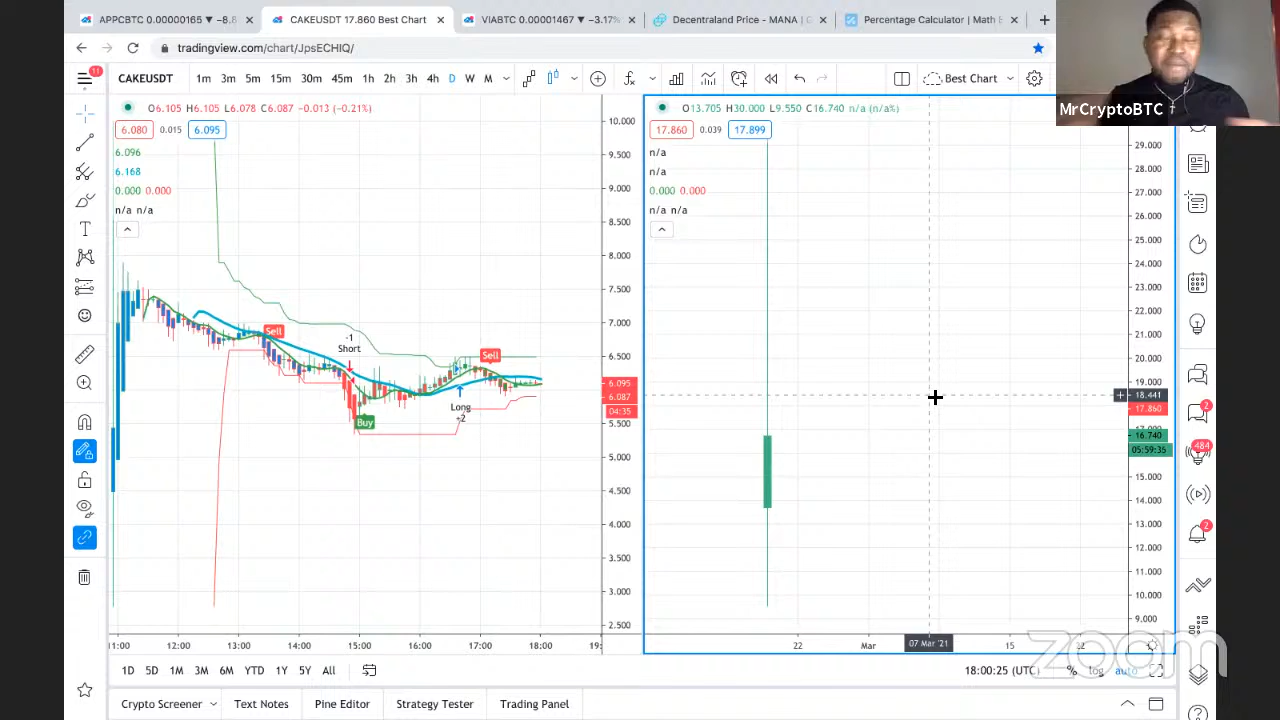 APPCBTC 0.00000165 ▼ -8.8
CAKEUSDT 17.860 Best Chart
VIABTC 0.00001467 ▼ -3.17%
Decentraland Price - MANA | G
Percentage Calculator | Math &
tradingview.com/chart/JpsECHIQ/
11
CAKEUSDT 1m 3m 5m 15m 30m 45m 1h 2h 3h 4h D W M
Best Chart
MrCryptoBTC
O6.105 H6.105 L6.078 C6.087 -0.013 (-0.21%)
6.080 0.015 6.095
6.096
6.168
0.000 0.000
n/a n/a
10.000
9.500
9.000
8.500
8.000
7.500
7.000
6.500
6.095
6.087
04:35
5.500
5.000
4.500
4.000
3.500
3.000
2.500
Sell
-1
Short
Buy
Sell
Long
+2
11:00 12:00 13:00 14:00 15:00 16:00 17:00 18:00 19:
O13.705 H30.000 L9.550 C16.740 n/a (n/a%)
17.860 0.039 17.899
n/a
n/a
0.000 0.000
n/a n/a
29.000
28.000
27.000
26.000
25.000
24.000
23.000
22.000
21.000
20.000
19.000
18.441
17.860
17.000
16.740
05:59:35
15.000
14.000
13.000
12.000
11.000
10.000
9.000
22 Mar 07 Mar '21 15 22
2
484
2
1D 5D 1M 3M 6M YTD 1Y 5Y All
18:00:25 (UTC) % log auto
zoom
Crypto Screener Text Notes Pine Editor Strategy Tester Trading Panel